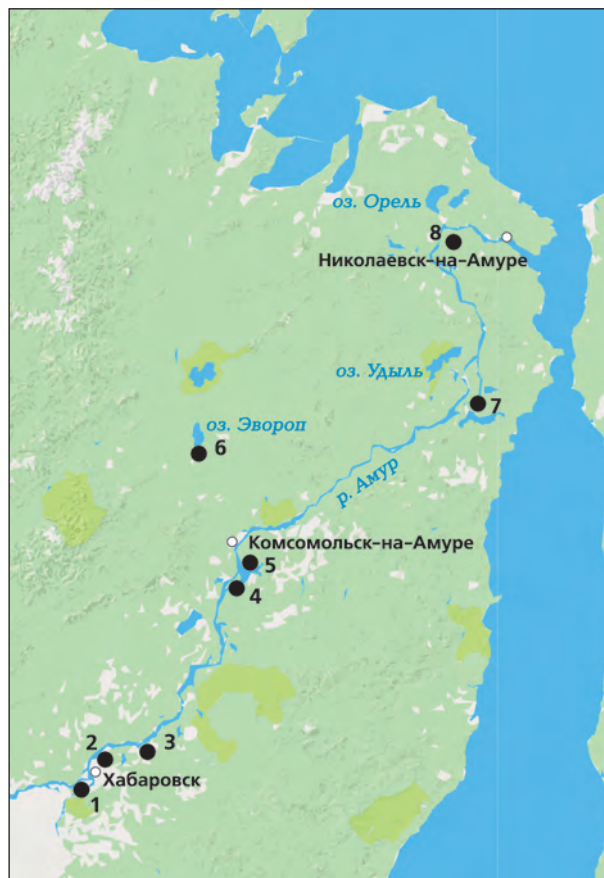 оз. Орель
8
Николаевск-на-Амуре
оз. Удыль
7
оз. Эвороп
6
р. Амур
Комсомольск-на-Амуре
5
4
2
3
Хабаровск
1